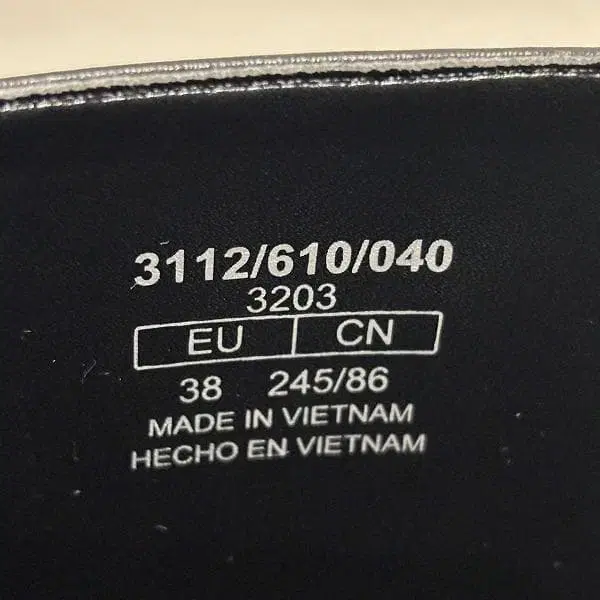 3112/610/040
3203
EU CN
38 245/86
MADE IN VIETNAM
HECHO EN VIETNAM